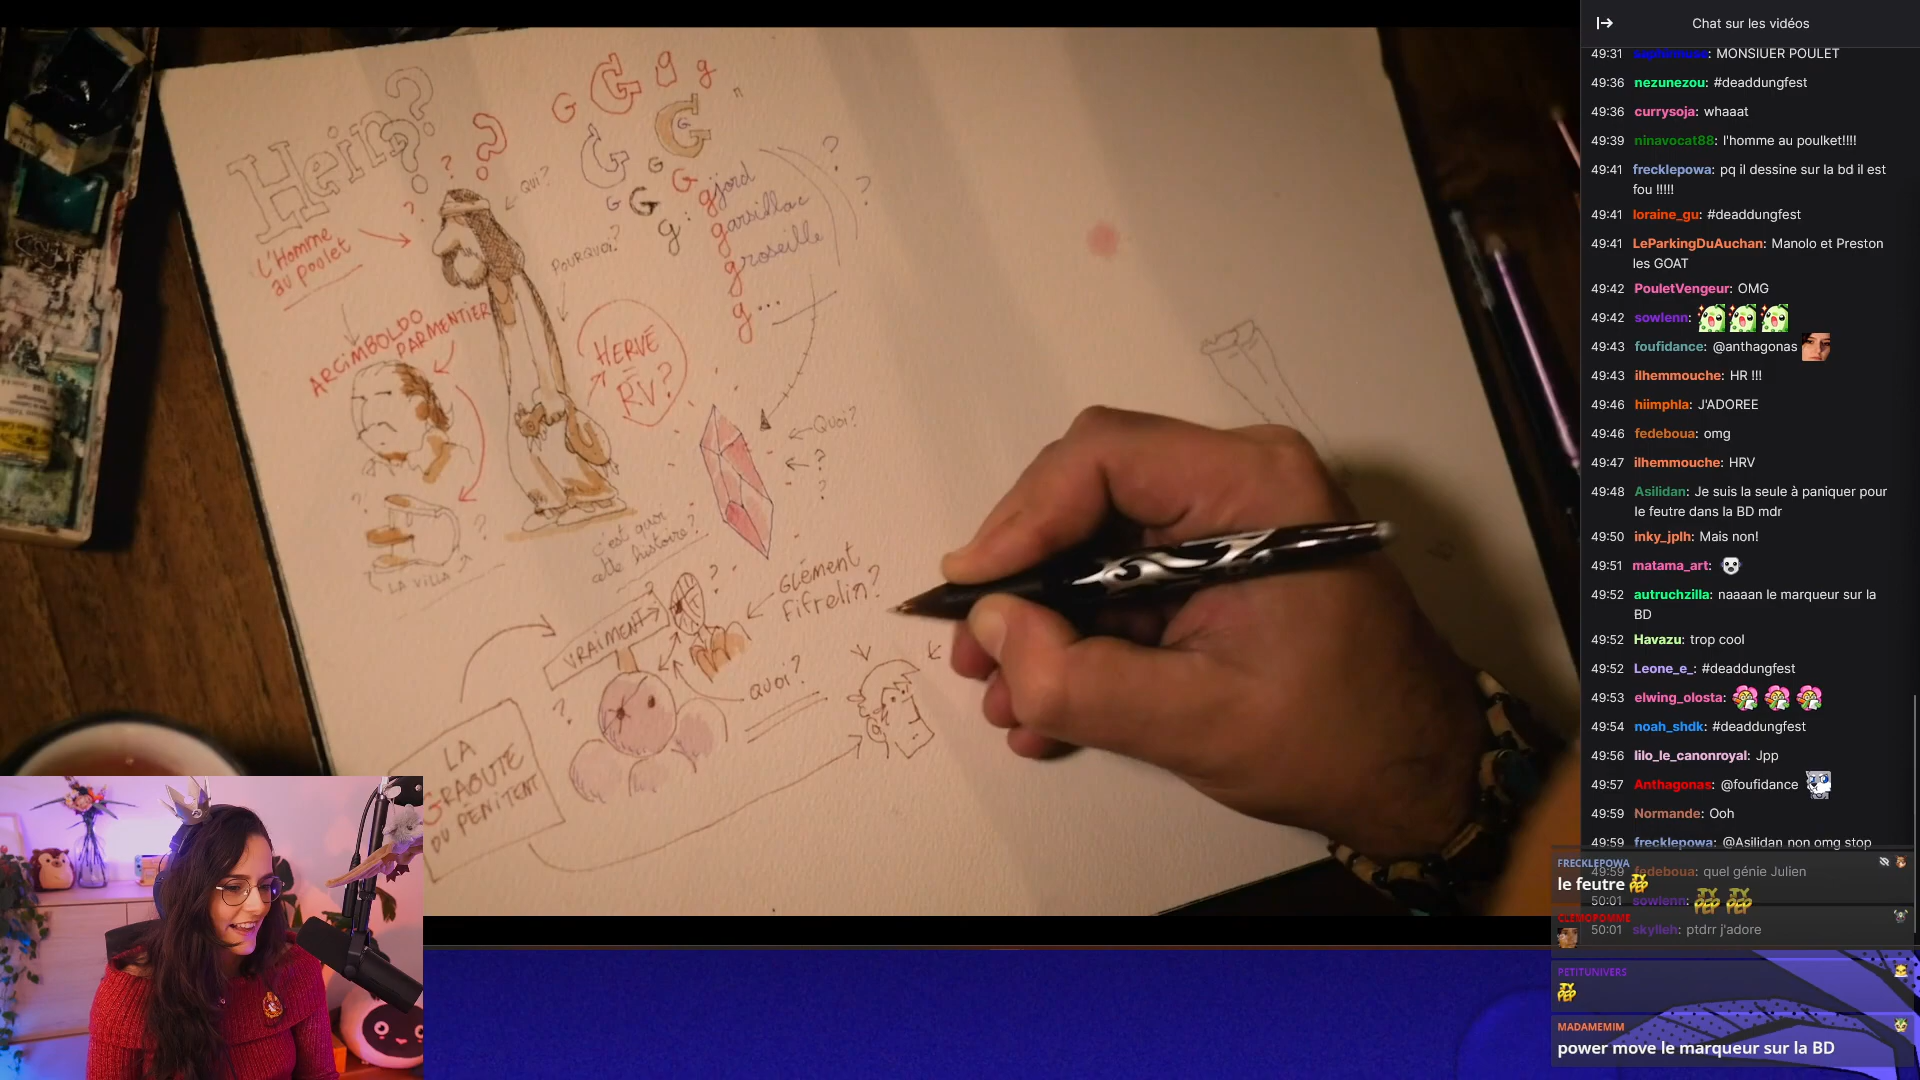 Hein??
L'Homme
au poulet
?
?
?
QUI?
G G g g
G G
G G
G G G
g:
gjord
garsillac
groseille
g...
?
?
POURQUOI?
ARCIMBOLDO
PARMENTIER
HERVÉ
=
RV?
Quoi?
?
?
LA VILLA
?
c'est quoi
cette histoire?
GLÉMENT
Fifrelin?
VRAIMENT?
?
?
QUOI?
LA
GRABUTE
DU PÉNITENT
Chat sur les vidéos
49:31 saphirmuse: MONSIUER POULET
49:36 nezunezou: #deaddungfest
49:36 currysoja: whaaat
49:39 ninavocat88: l'homme au poulket!!!!
49:41 frecklepowa: pq il dessine sur la bd il est
fou !!!!!
49:41 loraine_gu: #deaddungfest
49:41 LeParkingDuAuchan: Manolo et Preston
les GOAT
49:42 PouletVengeur: OMG
49:42 sowlenn:
49:43 foufidance: @anthagonas
49:43 ilhemmouche: HR !!!
49:46 hiimphla: J'ADOREE
49:46 fedeboua: omg
49:47 ilhemmouche: HRV
49:48 Asilidan: Je suis la seule à paniquer pour
le feutre dans la BD mdr
49:50 inky_jplh: Mais non!
49:51 matama_art:
49:52 autruchzilla: naaaan le marqueur sur la
BD
49:52 Havazu: trop cool
49:52 Leone_e_: #deaddungfest
49:53 elwing_olosta:
49:54 noah_shdk: #deaddungfest
49:56 lilo_le_canonroyal: Jpp
49:57 Anthagonas: @foufidance
49:59 Normande: Ooh
49:59 frecklepowa: @Asilidan non omg stop
49:59 fedeboua: quel génie Julien
50:01 sowlenn:
50:01 skylleh: ptdrr j'adore
FRECKLEPOWA
le feutre
CLEMOPOMME
PETITUNIVERS
MADAMEMIM
power move le marqueur sur la BD